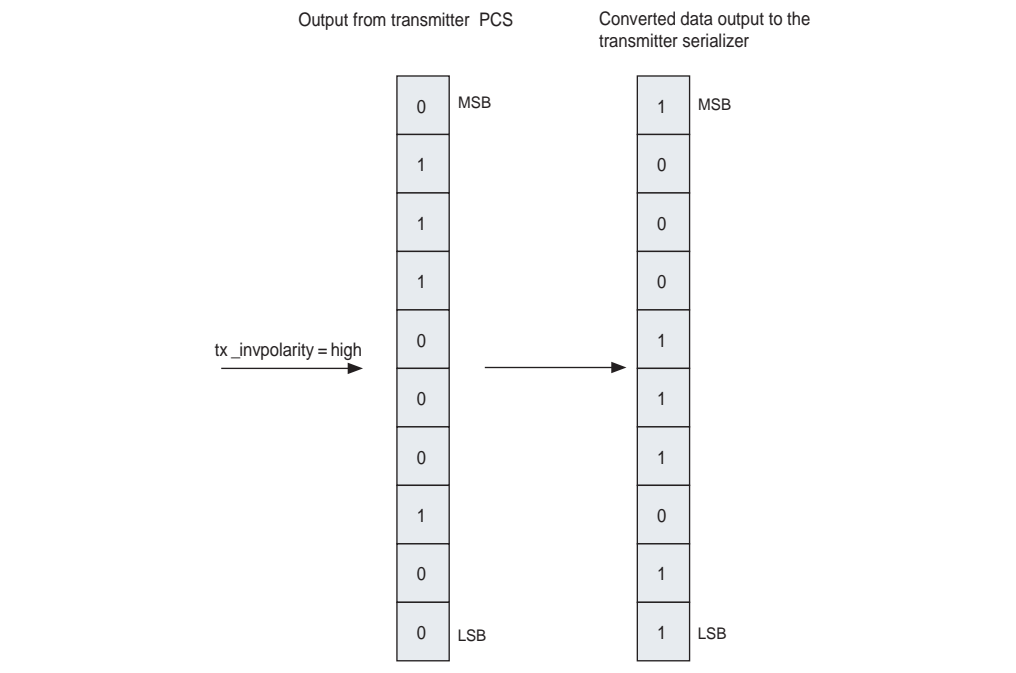 Output from transmitter PCS
Converted data output to the
transmitter serializer
0 MSB
1 MSB
1
0
1
0
1
0
tx _invpolarity = high
0
1
0
1
0
1
1
0
0
1
0 LSB
1 LSB